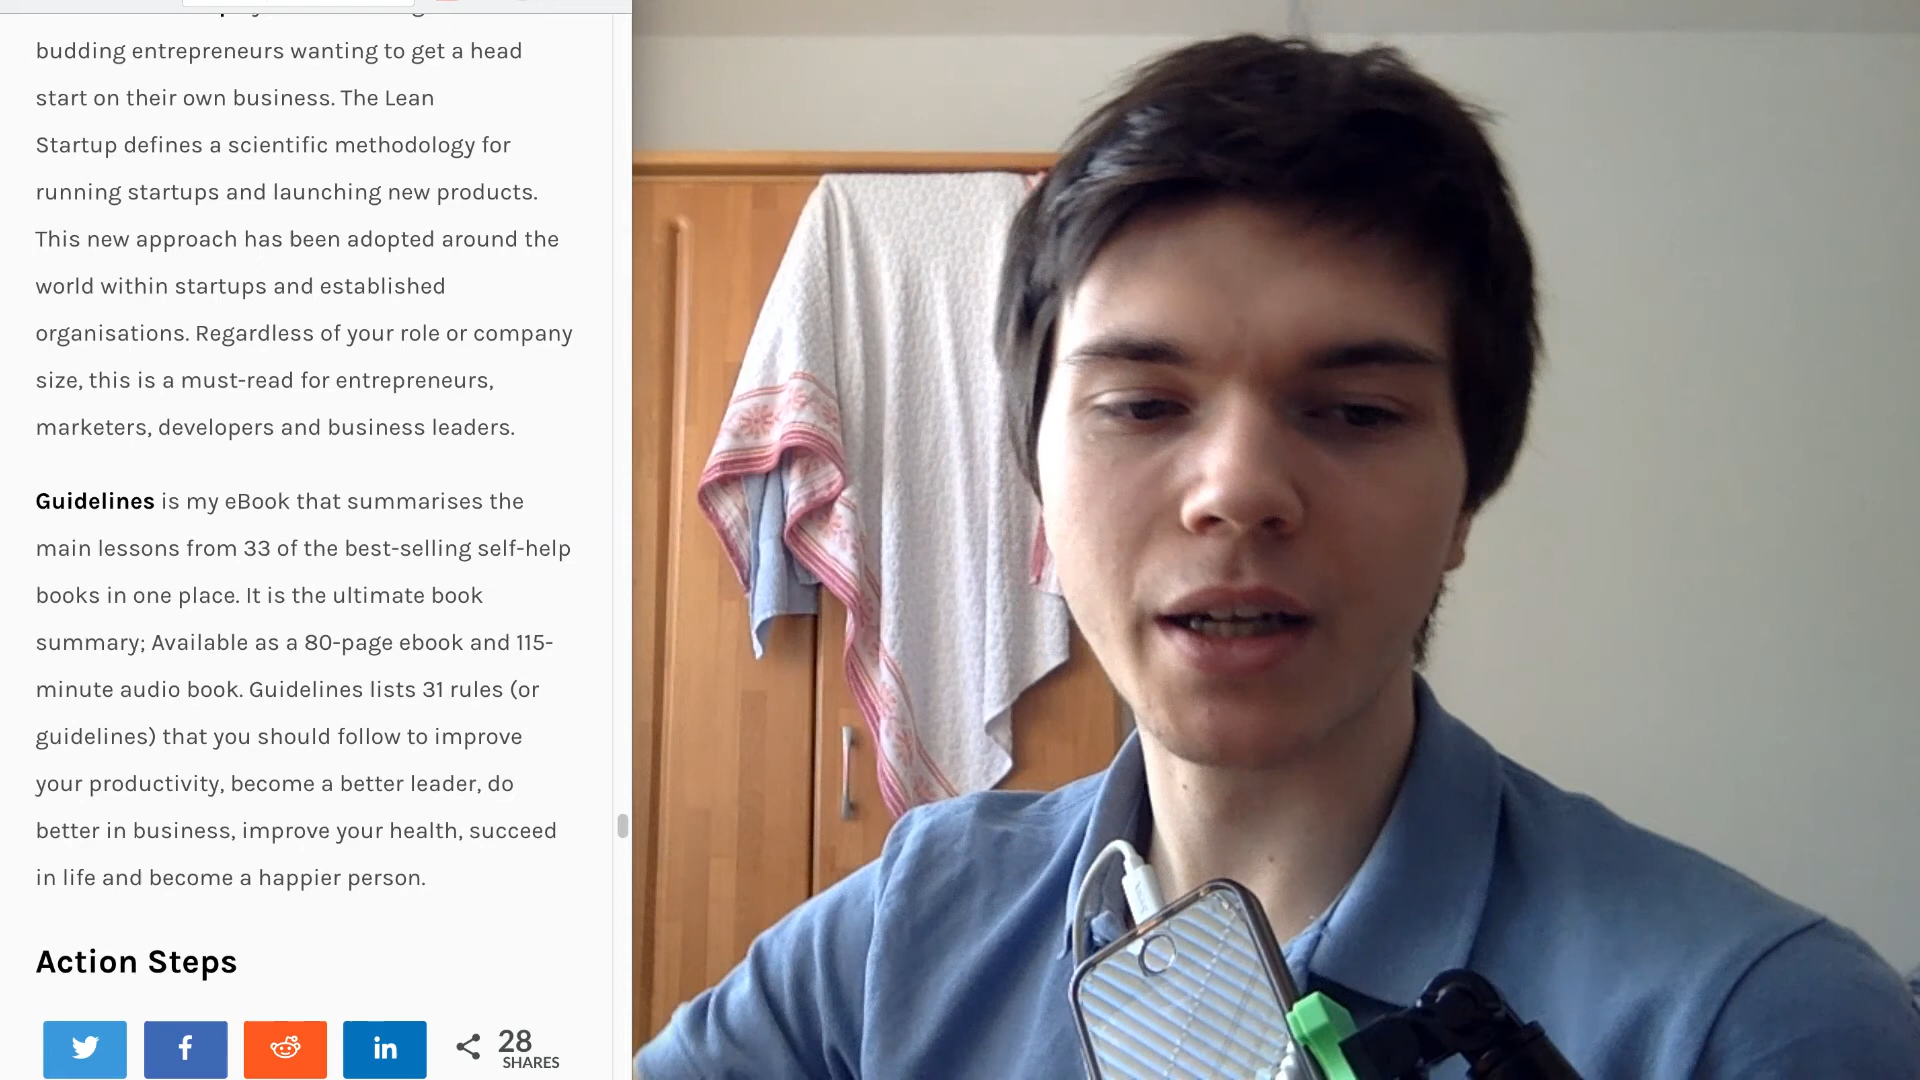 budding entrepreneurs wanting to get a head
start on their own business. The Lean
Startup defines a scientific methodology for
running startups and launching new products.
This new approach has been adopted around the
world within startups and established
organisations. Regardless of your role or company
size, this is a must-read for entrepreneurs,
marketers, developers and business leaders.
Guidelines is my eBook that summarises the
main lessons from 33 of the best-selling self-help
books in one place. It is the ultimate book
summary; Available as a 80-page ebook and 115-
minute audio book. Guidelines lists 31 rules (or
guidelines) that you should follow to improve
your productivity, become a better leader, do
better in business, improve your health, succeed
in life and become a happier person.
Action Steps
28
SHARES